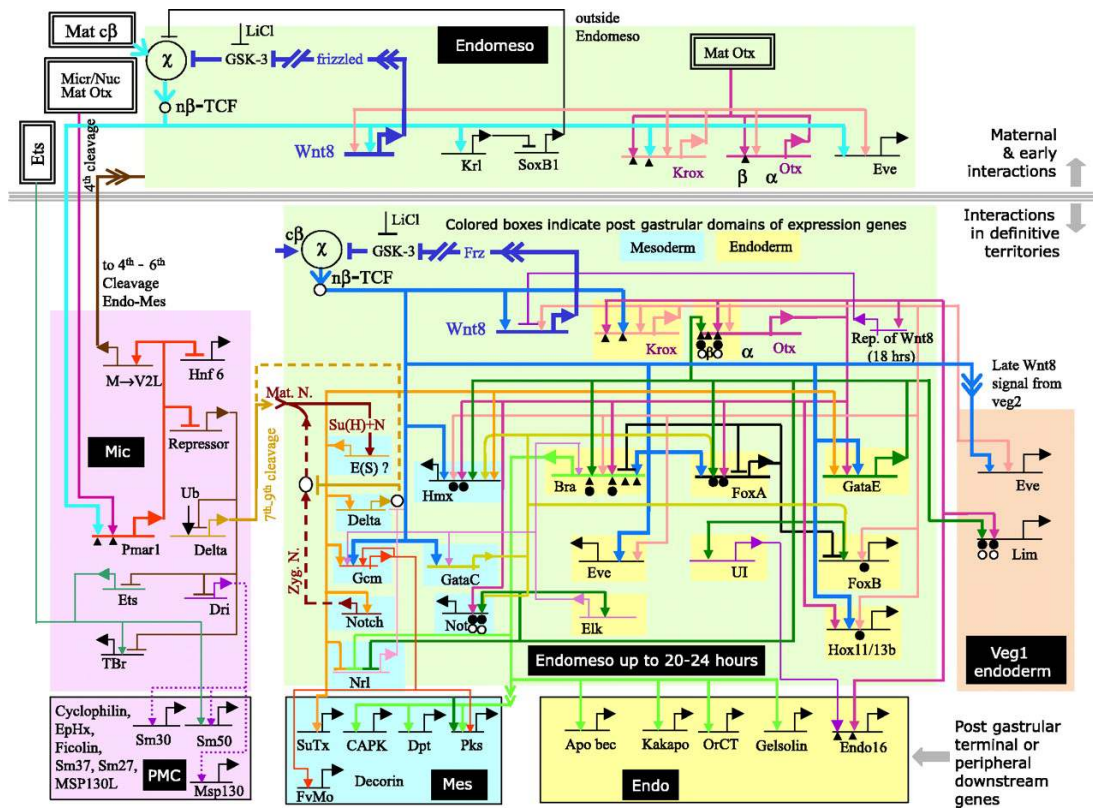 Mat cβ
χ
LiCl
GSK-3
frizzled
Endomeso
outside
Endomeso
Mat Otx
Micr/Nuc
Mat Otx
nβ-TCF
Ets
4th cleavage
Wnt8
Krl
SoxB1
Krox
β
α
Otx
Eve
Maternal
& early
interactions
Interactions
in definitive
territories
Colored boxes indicate post gastrular domains of expression genes
Mesoderm
Endoderm
cβ
χ
LiCl
GSK-3
Frz
nβ-TCF
Wnt8
Krox
β
α
Otx
Rep. of Wnt8
(18 hrs)
Late Wnt8
signal from
veg2
to 4th - 6th
Cleavage
Endo-Mes
M→V2L
Hnf 6
Repressor
Mic
Ub
Pmar1
Delta
Ets
Dri
TBr
7th-9th cleavage
Mat. N.
Su(H)+N
E(S) ?
Zyg. N.
Delta
Hmx
Bra
FoxA
GataE
Gcm
GataC
Eve
UI
FoxB
Notch
Not
Elk
Hox11/13b
Nrl
Endomeso up to 20-24 hours
Eve
Lim
Veg1
endoderm
Cyclophilin,
EpHx,
Ficolin,
Sm37, Sm27,
MSP130L
PMC
Sm30
Sm50
Msp130
SuTx
CAPK
Dpt
Pks
FvMo
Decorin
Mes
Apo bec
Kakapo
OrCT
Gelsolin
Endo16
Endo
Post gastrular
terminal or
peripheral
downstream
genes